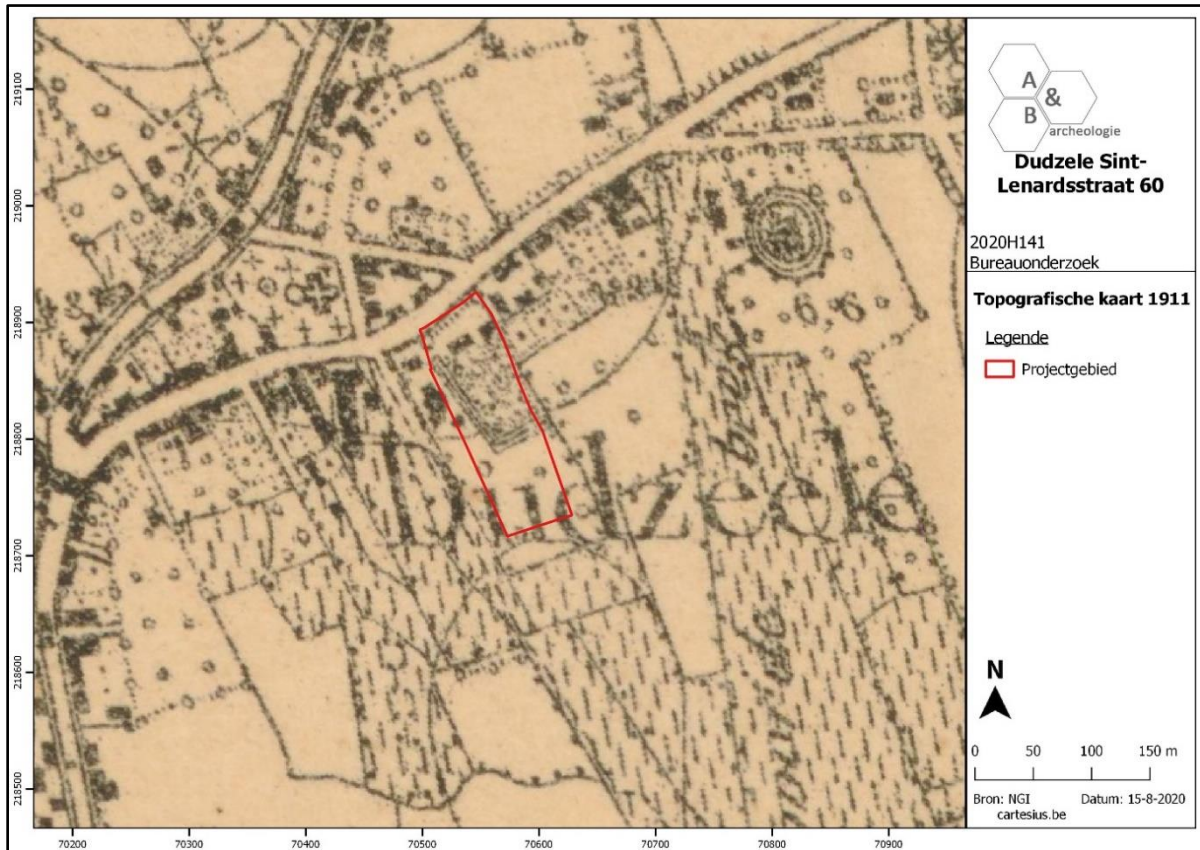 219100
219000
218900
218800
218700
218600
218500
70200
70300
70400
70500
70600
70700
70800
70900
6,6
Dudzeele
A
&
B
archeologie
Dudzele Sint-
Lenardsstraat 60
2020H141
Bureauonderzoek
Topografische kaart 1911
Legende
Projectgebied
N
0 50 100 150 m
Bron: NGI Datum: 15-8-2020
cartesius.be